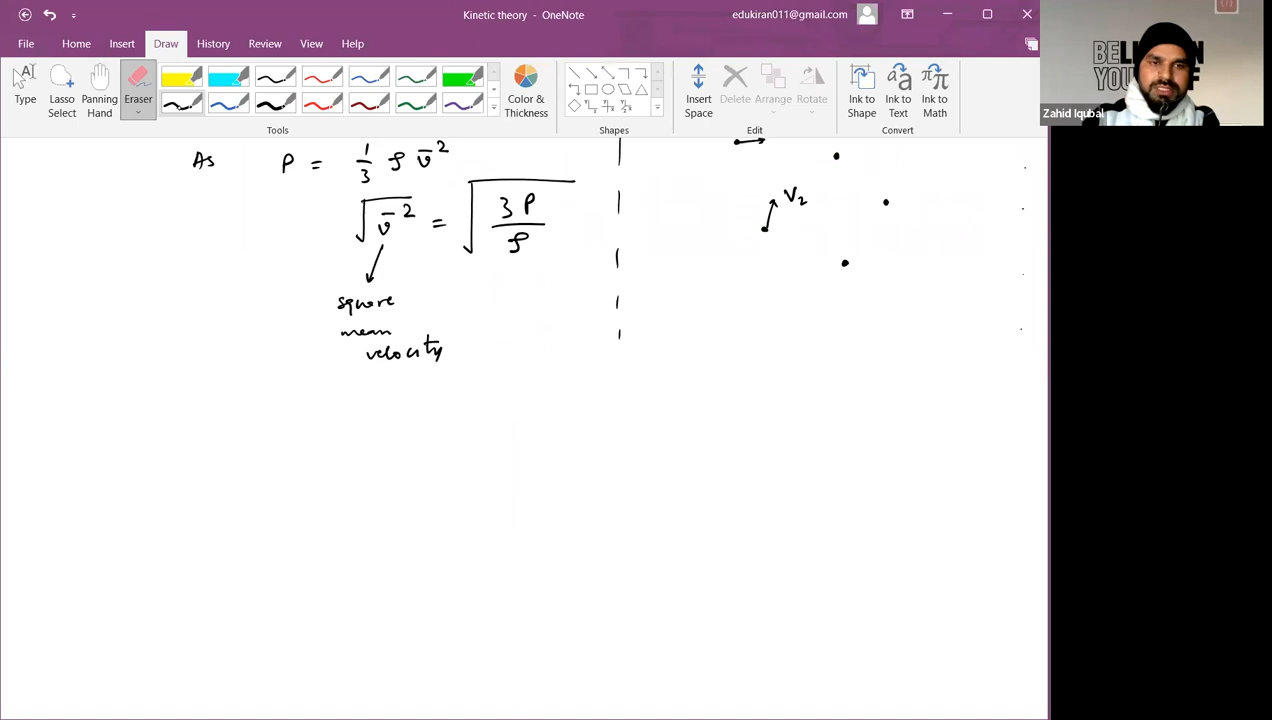 Kinetic theory - OneNote
edukiran011@gmail.com
File Home Insert Draw History Review View Help
Type
Lasso Select
Panning Hand
Eraser
Color & Thickness
Insert Space
Delete
Arrange
Rotate
Ink to Shape
Ink to Text
Ink to Math
Tools
Shapes
Edit
Convert
Zahid Iqubal
As P = 1/3 ρ v̄²
√v̄² = √(3P/ρ)
square
mean
velocity
V₂